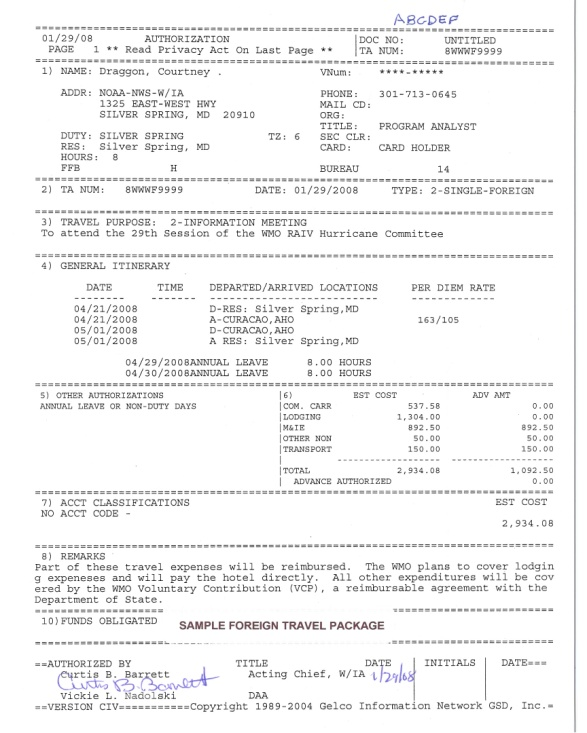 ABCDEF
01/29/08 AUTHORIZATION |DOC NO: UNTITLED
PAGE 1 ** Read Privacy Act On Last Page ** |TA NUM: 8WWWF9999
1) NAME: Draggon, Courtney . VNum: ****-*****
ADDR: NOAA-NWS-W/IA PHONE: 301-713-0645
1325 EAST-WEST HWY MAIL CD:
SILVER SPRING, MD 20910 ORG:
TITLE: PROGRAM ANALYST
DUTY: SILVER SPRING TZ: 6 SEC CLR:
RES: Silver Spring, MD CARD: CARD HOLDER
HOURS: 8
FFB H BUREAU 14
2) TA NUM: 8WWWF9999 DATE: 01/29/2008 TYPE: 2-SINGLE-FOREIGN
3) TRAVEL PURPOSE: 2-INFORMATION MEETING
To attend the 29th Session of the WMO RAIV Hurricane Committee
4) GENERAL ITINERARY
DATE TIME DEPARTED/ARRIVED LOCATIONS PER DIEM RATE
04/21/2008 D-RES: Silver Spring,MD
04/21/2008 A-CURACAO,AHO 163/105
05/01/2008 D-CURACAO,AHO
05/01/2008 A RES: Silver Spring,MD
04/29/2008ANNUAL LEAVE 8.00 HOURS
04/30/2008ANNUAL LEAVE 8.00 HOURS
5) OTHER AUTHORIZATIONS |6) EST COST ADV AMT
ANNUAL LEAVE OR NON-DUTY DAYS |COM. CARR 537.58 0.00
|LODGING 1,304.00 0.00
|M&IE 892.50 892.50
|OTHER NON 50.00 50.00
|TRANSPORT 150.00 150.00
|TOTAL 2,934.08 1,092.50
| ADVANCE AUTHORIZED 0.00
7) ACCT CLASSIFICATIONS EST COST
NO ACCT CODE -
2,934.08
8) REMARKS
Part of these travel expenses will be reimbursed. The WMO plans to cover lodgin
g expeneses and will pay the hotel directly. All other expenditures will be cov
ered by the WMO Voluntary Contribution (VCP), a reimbursable agreement with the
Department of State.
10)FUNDS OBLIGATED SAMPLE FOREIGN TRAVEL PACKAGE
==AUTHORIZED BY TITLE DATE | INITIALS | DATE===
Curtis B. Barrett Acting Chief, W/IA 1/29/08
Curtis B. Barrett
Vickie L. Nadolski DAA
==VERSION CIV===========Copyright 1989-2004 Gelco Information Network GSD, Inc.=